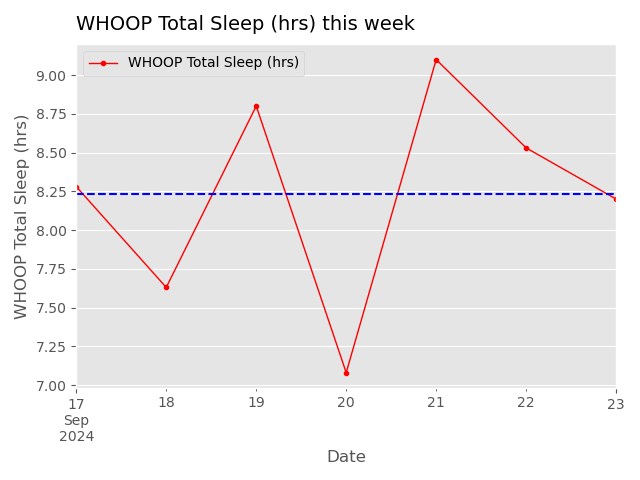 WHOOP Total Sleep (hrs) this week
WHOOP Total Sleep (hrs)
WHOOP Total Sleep (hrs)
9.00
8.75
8.50
8.25
8.00
7.75
7.50
7.25
7.00
17 18 19 20 21 22 23
Sep
2024
Date